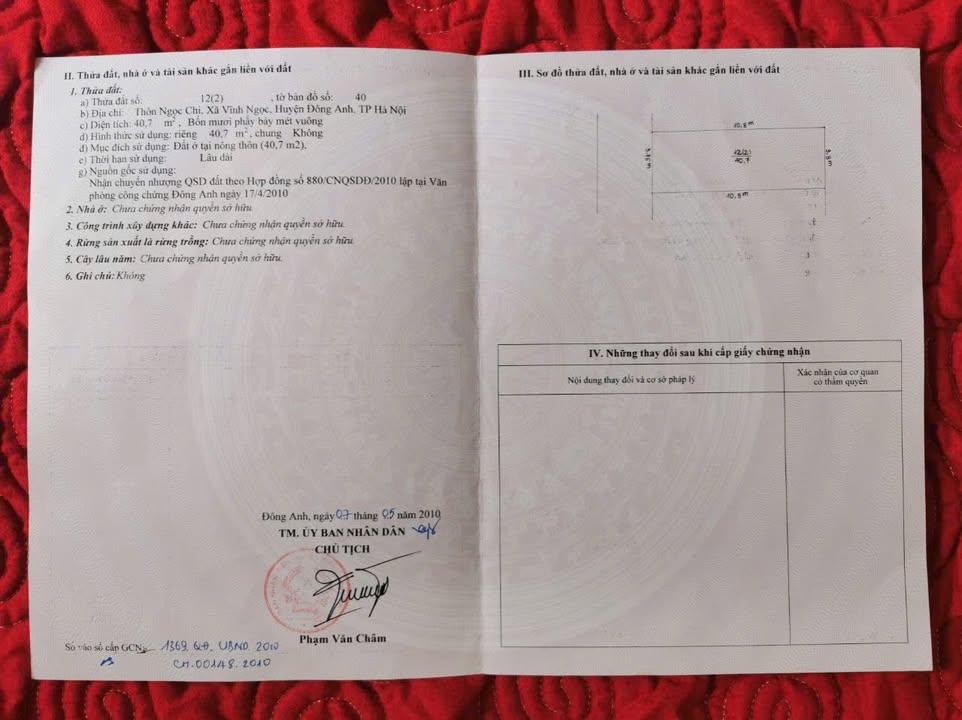 II. Thửa đất, nhà ở và tài sản khác gắn liền với đất
1. Thửa đất:
a) Thửa đất số: 12(2) , tờ bản đồ số: 40
b) Địa chỉ: Thôn Ngọc Chi, Xã Vĩnh Ngọc, Huyện Đông Anh, TP Hà Nội
c) Diện tích: 40,7 m², Bốn mươi phẩy bảy mét vuông
d) Hình thức sử dụng: riêng 40,7 m², chung Không
đ) Mục đích sử dụng: Đất ở tại nông thôn (40,7 m2),
e) Thời hạn sử dụng: Lâu dài
g) Nguồn gốc sử dụng:
Nhận chuyển nhượng QSD đất theo Hợp đồng số 880/CNQSDĐ/2010 lập tại Văn
phòng công chứng Đông Anh ngày 17/4/2010
2. Nhà ở: Chưa chứng nhận quyền sở hữu
3. Công trình xây dựng khác: Chưa chứng nhận quyền sở hữu.
4. Rừng sản xuất là rừng trồng: Chưa chứng nhận quyền sở hữu.
5. Cây lâu năm: Chưa chứng nhận quyền sở hữu.
6. Ghi chú: Không
Đông Anh, ngày 07 tháng 05 năm 2010
TM. ỦY BAN NHÂN DÂN
CHỦ TỊCH
Phạm Văn Châm
Số vào sổ cấp GCN: 1369.QĐ.UBND.2010
CH.00148.2010
III. Sơ đồ thửa đất, nhà ở và tài sản khác gắn liền với đất
10,8m
12(2)
40,7
10,5m
IV. Những thay đổi sau khi cấp giấy chứng nhận
Nội dung thay đổi và cơ sở pháp lý
Xác nhận của cơ quan
có thẩm quyền